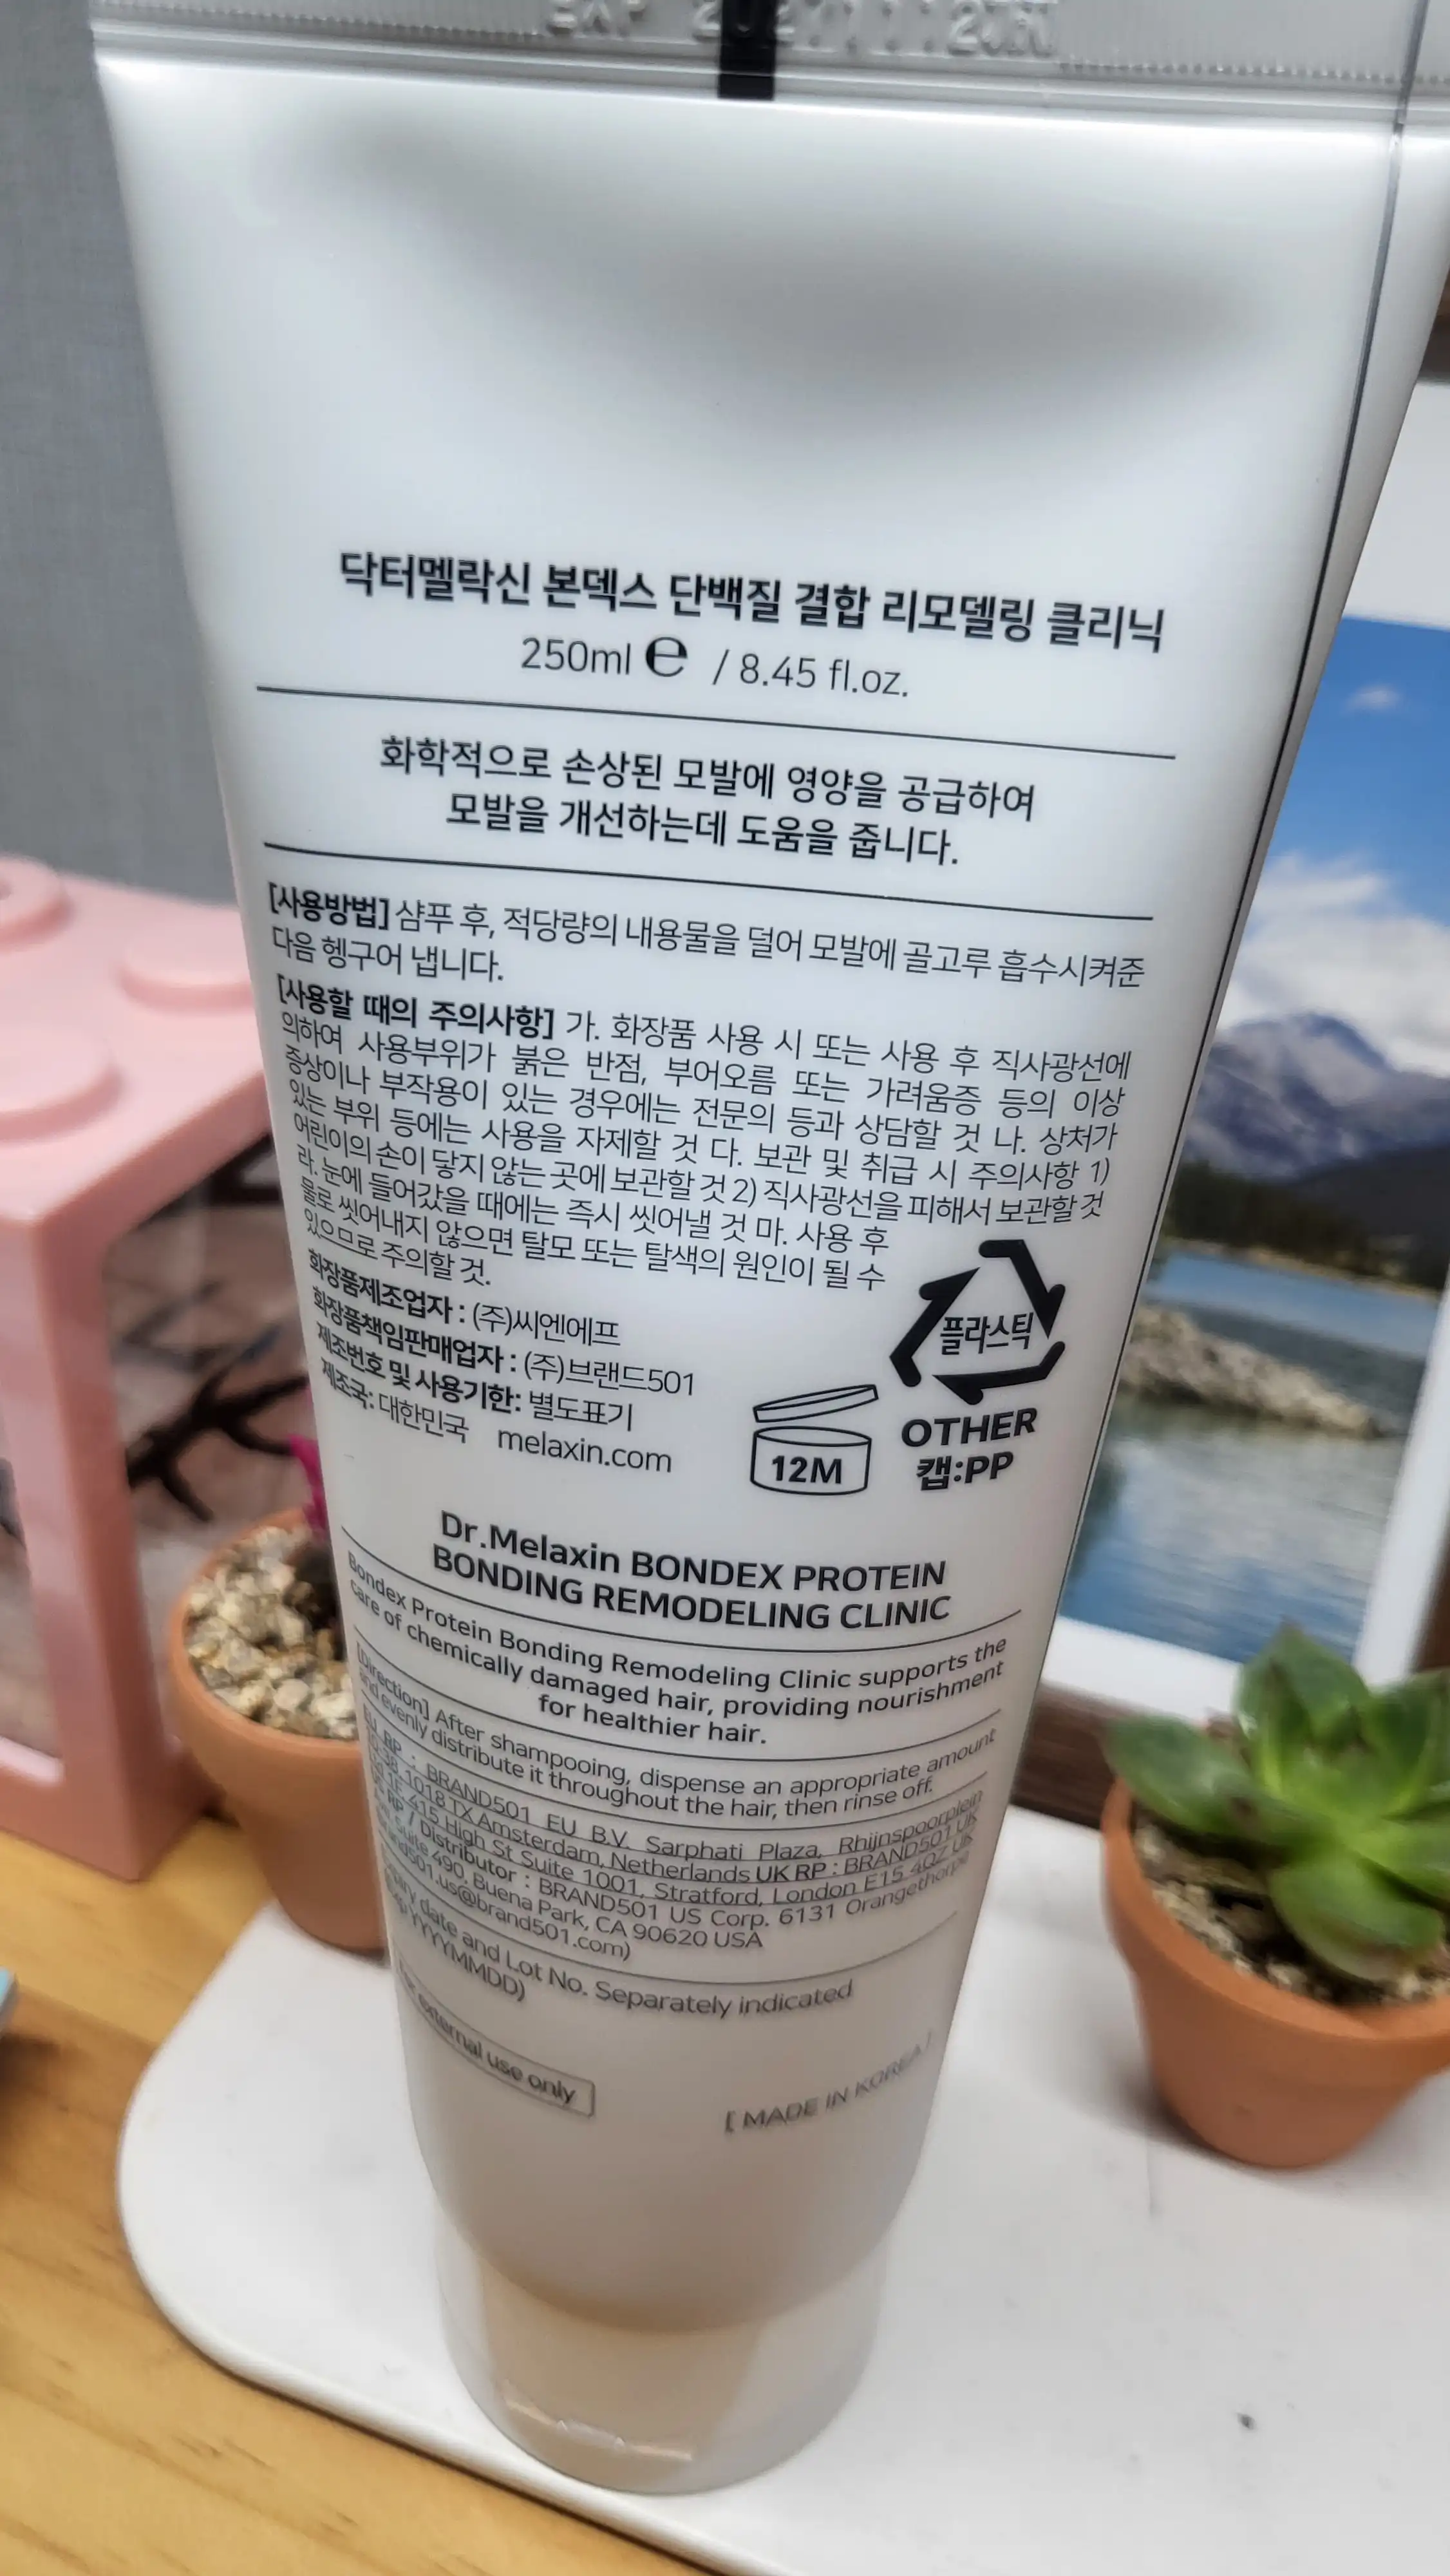 EXP
닥터멜락신 본덱스 단백질 결합 리모델링 클리닉
250ml ℮ / 8.45 fl.oz.
화학적으로 손상된 모발에 영양을 공급하여
모발을 개선하는데 도움을 줍니다.
[사용방법] 샴푸 후, 적당량의 내용물을 덜어 모발에 골고루 흡수시켜준
다음 헹구어 냅니다.
[사용할 때의 주의사항] 가. 화장품 사용 시 또는 사용 후 직사광선에
의하여 사용부위가 붉은 반점, 부어오름 또는 가려움증 등의 이상
증상이나 부작용이 있는 경우에는 전문의 등과 상담할 것 나. 상처가
있는 부위 등에는 사용을 자제할 것 다. 보관 및 취급 시 주의사항 1)
어린이의 손이 닿지 않는 곳에 보관할 것 2) 직사광선을 피해서 보관할 것
라. 눈에 들어갔을 때에는 즉시 씻어낼 것 마. 사용 후
물로 씻어내지 않으면 탈모 또는 탈색의 원인이 될 수
있으므로 주의할 것.
화장품제조업자 : (주)씨엔에프
화장품책임판매업자 : (주)브랜드501
제조번호 및 사용기한: 별도표기
제조국: 대한민국 melaxin.com
플라스틱
OTHER
캡:PP
12M
Dr.Melaxin BONDEX PROTEIN
BONDING REMODELING CLINIC
Bondex Protein Bonding Remodeling Clinic supports the
care of chemically damaged hair, providing nourishment
for healthier hair.
[Direction] After shampooing, dispense an appropriate amount
and evenly distribute it throughout the hair, then rinse off.
EU RP : BRAND501 EU B.V. Sarphati Plaza, Rhijnspoorplein
1018 TX Amsterdam, Netherlands UK RP : BRAND501 UK
415 High St Suite 1001, Stratford, London E15 4QZ UK
RP / Distributor : BRAND501 US Corp. 6131 Orangethorpe
suite 490, Buena Park, CA 90620 USA
501.us@brand501.com)
date and Lot No. Separately indicated
YYYYMMDD)
external use only
[ MADE IN KOREA ]